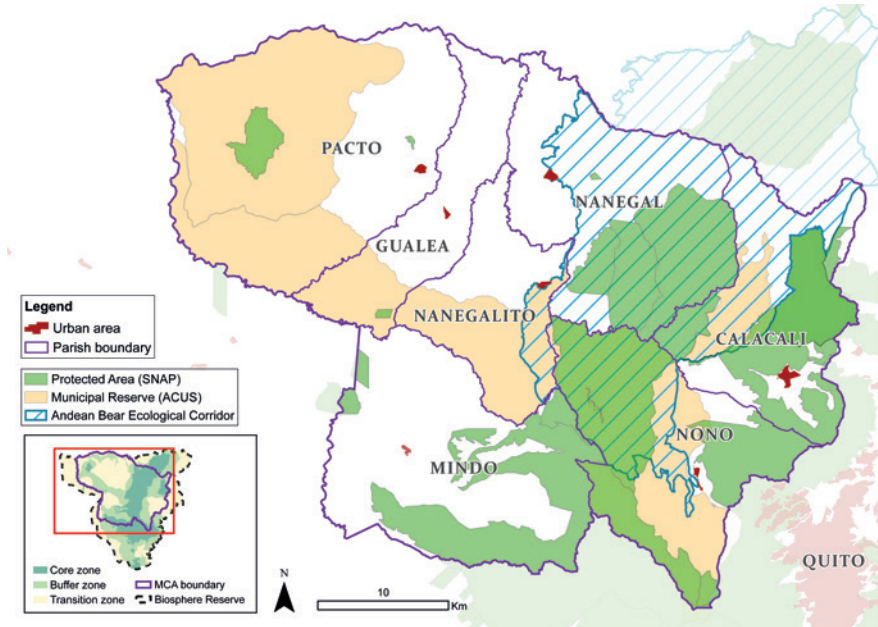 PACTO
NANEGAL
GUALEA
NANEGALITO
CALACALI
NONO
MINDO
QUITO
Legend
Urban area
Parish boundary
Protected Area (SNAP)
Municipal Reserve (ACUS)
Andean Bear Ecological Corridor
Core zone
Buffer zone
Transition zone
MCA boundary
Biosphere Reserve
N
10
Km